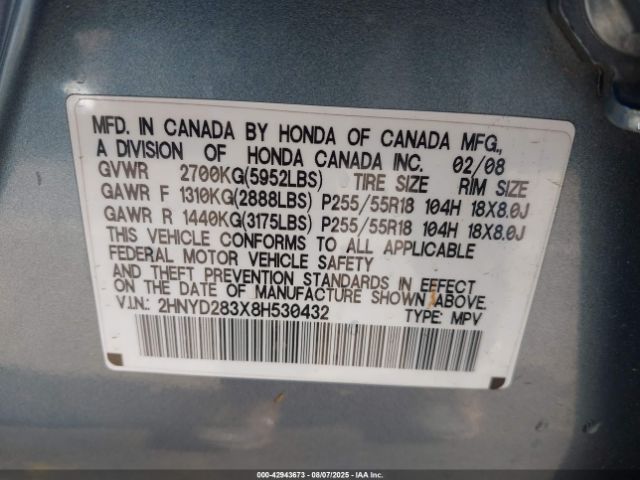 MFD. IN CANADA BY HONDA OF CANADA MFG.,
A DIVISION OF HONDA CANADA INC. 02/08
GVWR 2700KG(5952LBS) TIRE SIZE RIM SIZE
GAWR F 1310KG(2888LBS) P255/55R18 104H 18X8.0J
GAWR R 1440KG(3175LBS) P255/55R18 104H 18X8.0J
THIS VEHICLE CONFORMS TO ALL APPLICABLE
FEDERAL MOTOR VEHICLE SAFETY
AND THEFT PREVENTION STANDARDS IN EFFECT
ON THE DATE OF MANUFACTURE SHOWN ABOVE.
V.I.N.: 2HNYD283X8H530432 TYPE: MPV
000-42943673 - 08/07/2025 - IAAI.COM